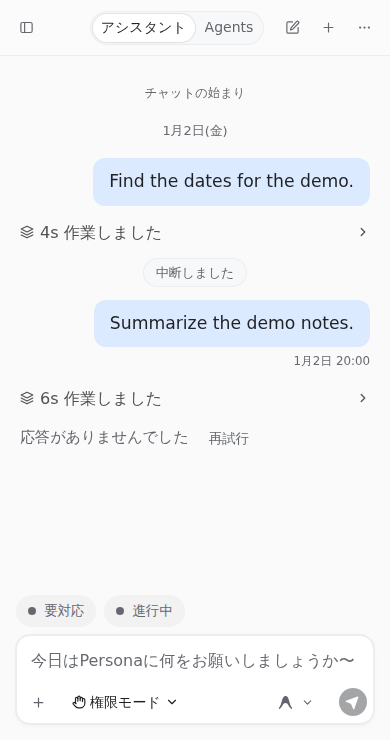 アシスタント Agents
チャットの始まり
1月2日(金)
Find the dates for the demo.
4s 作業しました
中断しました
Summarize the demo notes.
1月2日 20:00
6s 作業しました
応答がありませんでした 再試行
要対応 進行中
今日はPersonaに何をお願いしましょうか〜
権限モード